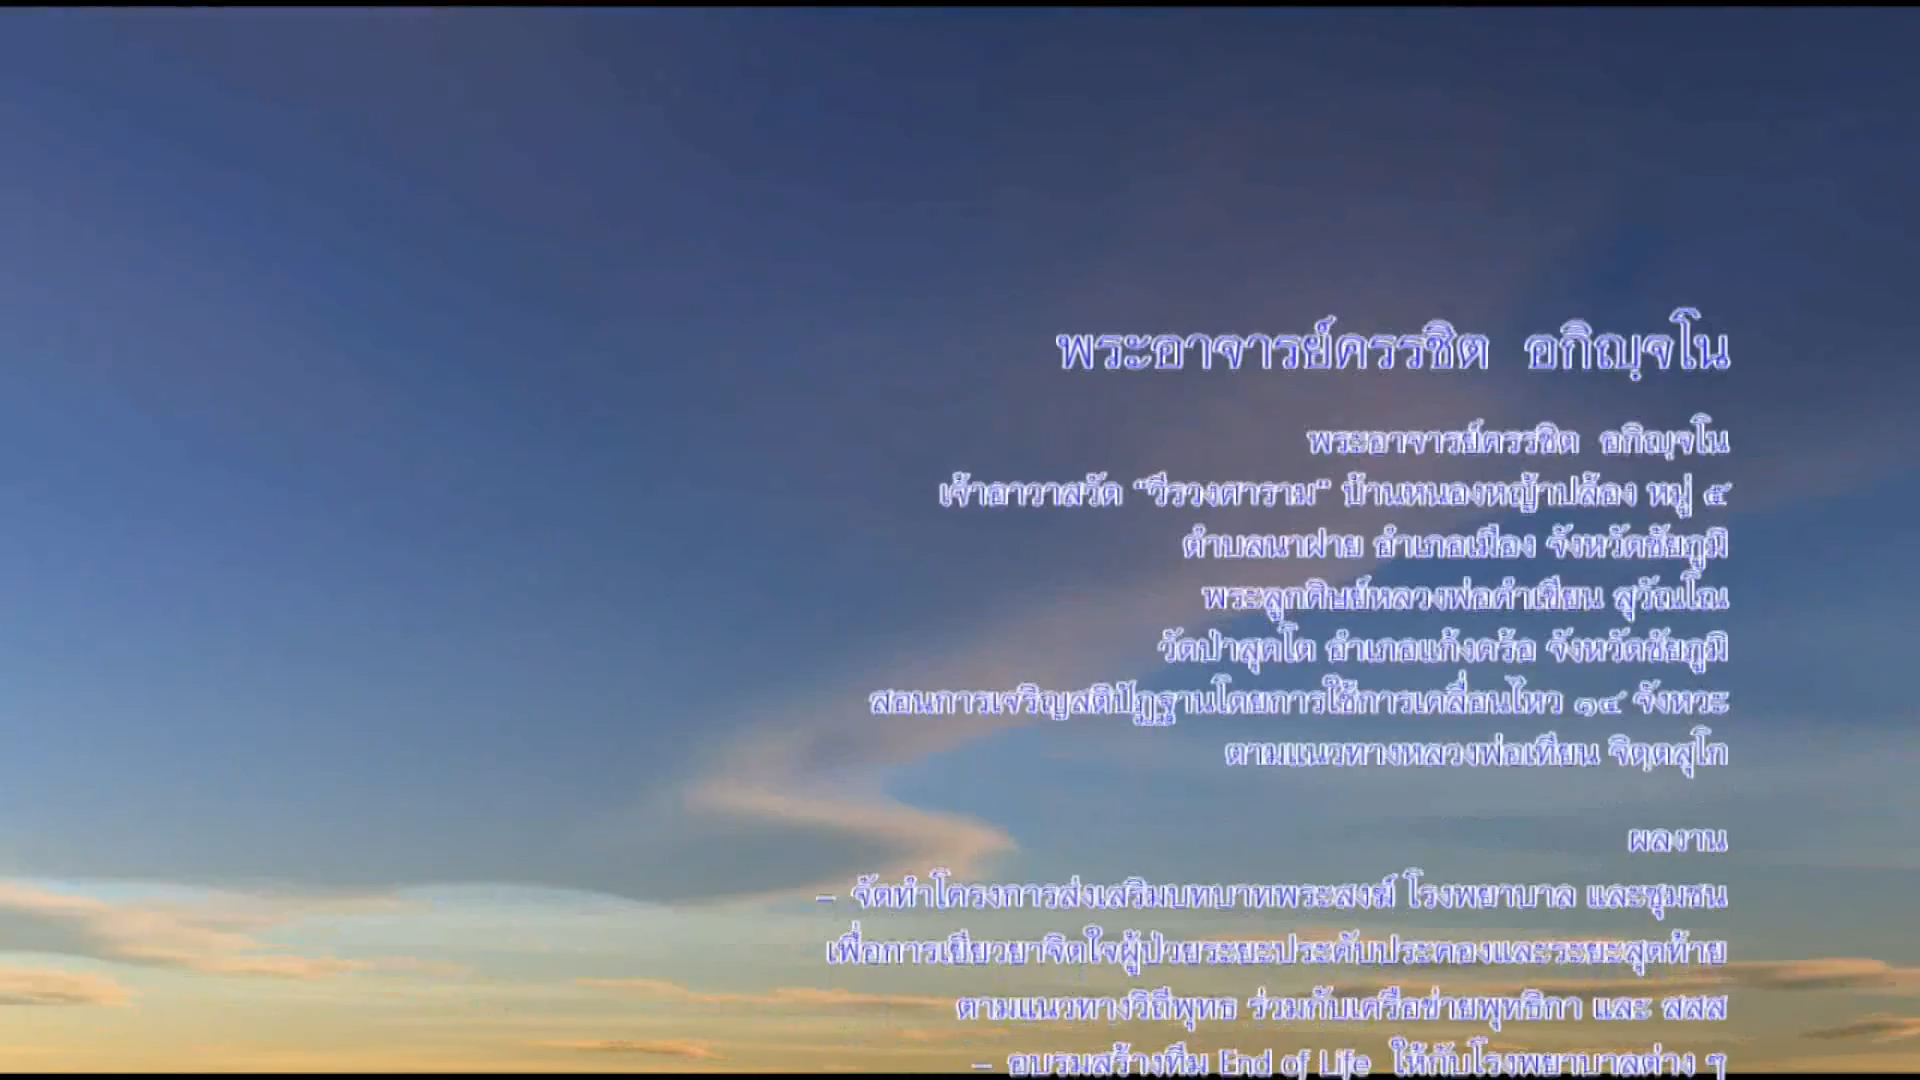 พระอาจารย์ครรชิต อกิญฺจโน
พระอาจารย์ครรชิต อกิญฺจโน
เจ้าอาวาสวัด "วีรวงศาราม" บ้านหนองหญ้าปล้อง หมู่ ๕
ตำบลนาฝาย อำเภอเมือง จังหวัดชัยภูมิ
พระลูกศิษย์หลวงพ่อคำเขียน สุวัณโณ
วัดป่าสุคโต อำเภอแก้งคร้อ จังหวัดชัยภูมิ
สอนการเจริญสติปัฏฐานโดยการใช้การเคลื่อนไหว ๑๔ จังหวะ
ตามแนวทางหลวงพ่อเทียน จิตฺตสุโภ
ผลงาน
- จัดทำโครงการส่งเสริมบทบาทพระสงฆ์ โรงพยาบาล และชุมชน
เพื่อการเยียวยาจิตใจผู้ป่วยระยะประคับประคองและระยะสุดท้าย
ตามแนวทางวิถีพุทธ ร่วมกับเครือข่ายพุทธิกา และ สสส
- อบรมสร้างทีม End of Life ให้กับโรงพยาบาลต่าง ๆ